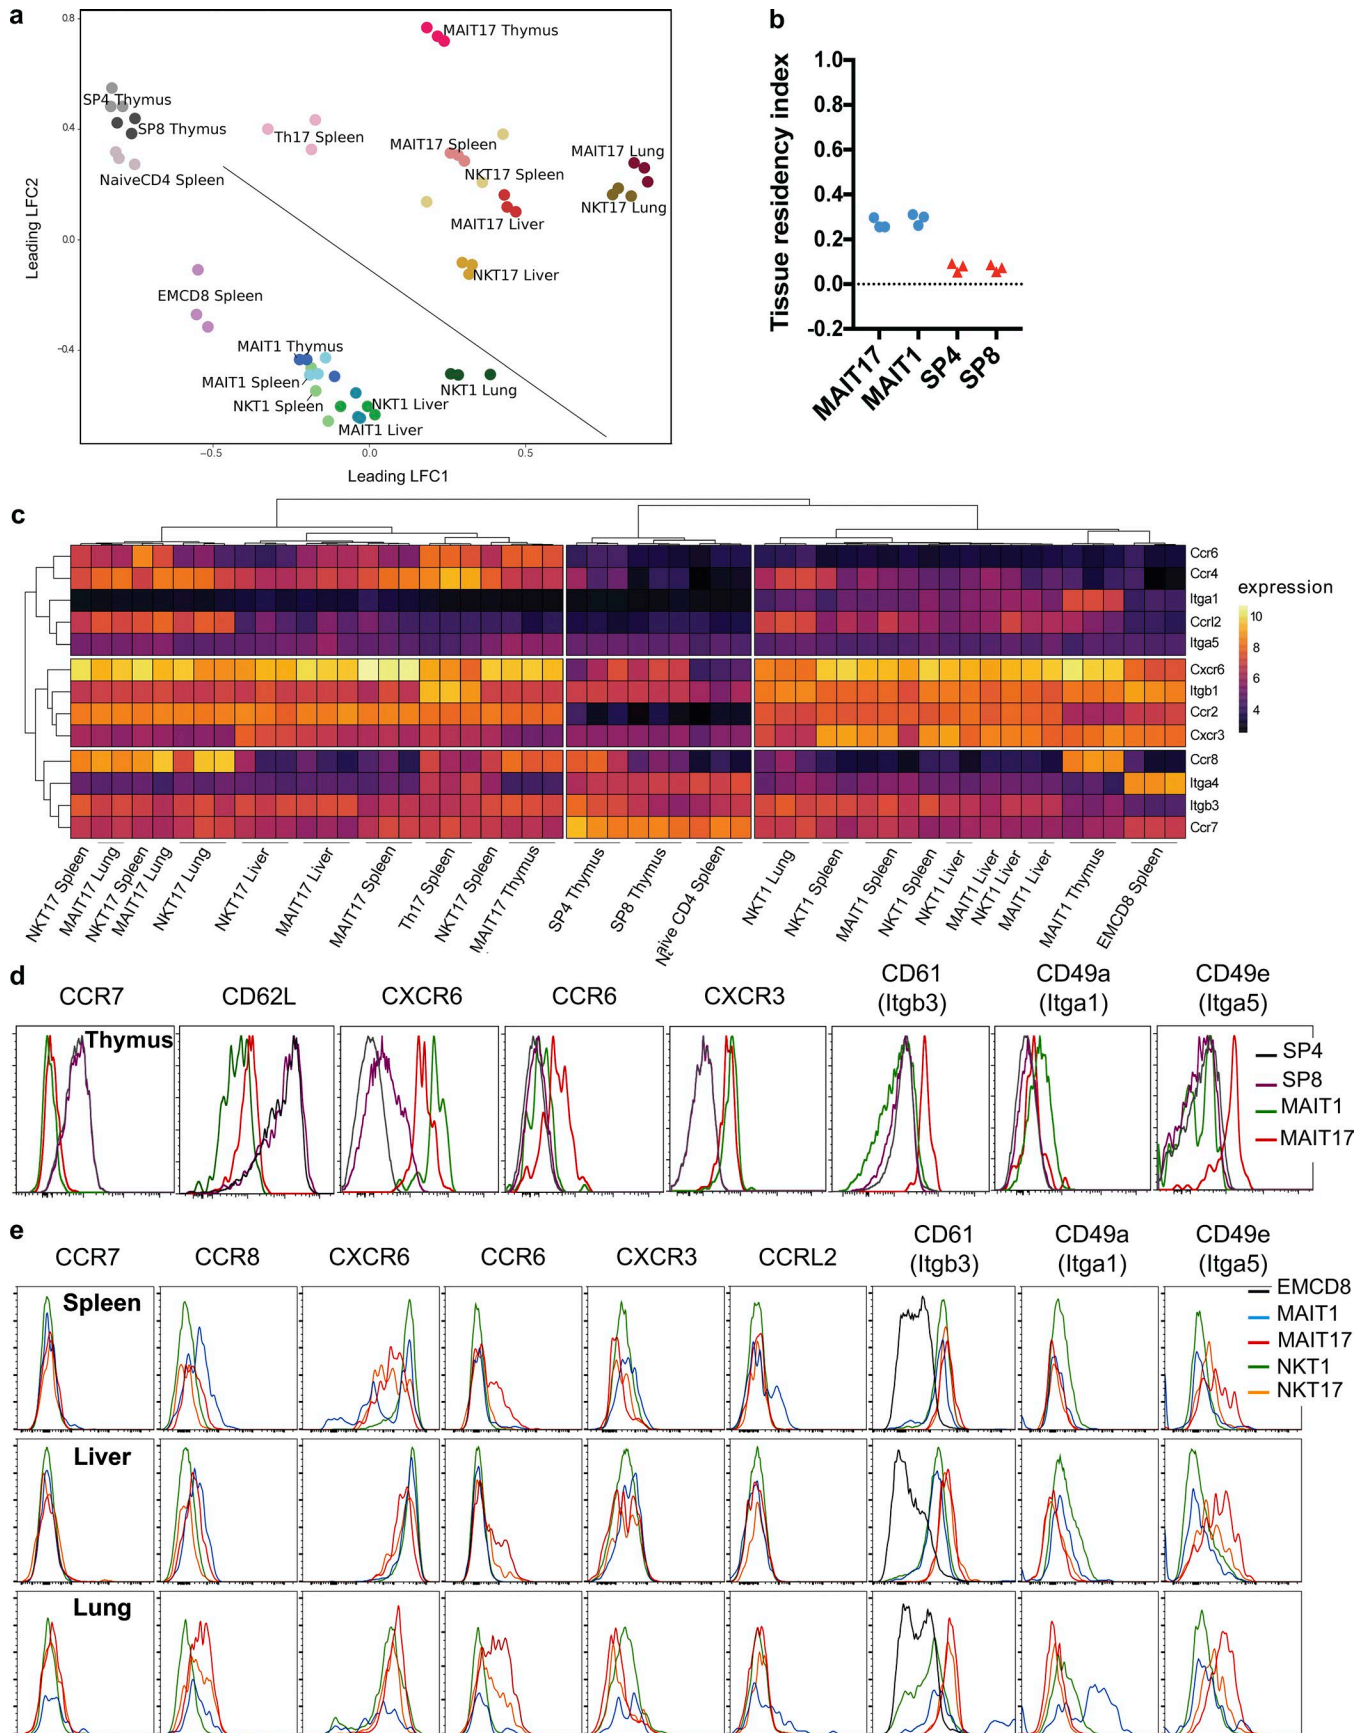 a
0.8
0.4
0.0
−0.4
−0.5
0.0
0.5
Leading LFC2
Leading LFC1
MAIT17 Thymus
SP4 Thymus
SP8 Thymus
NaiveCD4 Spleen
Th17 Spleen
MAIT17 Spleen
NKT17 Spleen
MAIT17 Lung
NKT17 Lung
MAIT17 Liver
NKT17 Liver
EMCD8 Spleen
MAIT1 Thymus
MAIT1 Spleen
NKT1 Spleen
NKT1 Liver
MAIT1 Liver
NKT1 Lung
b
Tissue residency index
1.0
0.8
0.6
0.4
0.2
0.0
-0.2
MAIT17
MAIT1
SP4
SP8
c
Ccr6
Ccr4
Itga1
Ccrl2
Itga5
Cxcr6
Itgb1
Ccr2
Cxcr3
Ccr8
Itga4
Itgb3
Ccr7
expression
10
8
6
4
NKT17 Spleen
MAIT17 Lung
NKT17 Spleen
MAIT17 Lung
NKT17 Lung
NKT17 Liver
MAIT17 Liver
MAIT17 Spleen
Th17 Spleen
NKT17 Spleen
MAIT17 Thymus
SP4 Thymus
SP8 Thymus
Naive CD4 Spleen
NKT1 Lung
NKT1 Spleen
MAIT1 Spleen
NKT1 Spleen
NKT1 Liver
MAIT1 Liver
NKT1 Liver
MAIT1 Liver
MAIT1 Thymus
EMCD8 Spleen
d
CCR7
CD62L
CXCR6
CCR6
CXCR3
CD61
(Itgb3)
CD49a
(Itga1)
CD49e
(Itga5)
Thymus
SP4
SP8
MAIT1
MAIT17
e
CCR7
CCR8
CXCR6
CCR6
CXCR3
CCRL2
CD61
(Itgb3)
CD49a
(Itga1)
CD49e
(Itga5)
Spleen
EMCD8
MAIT1
MAIT17
NKT1
NKT17
Liver
Lung